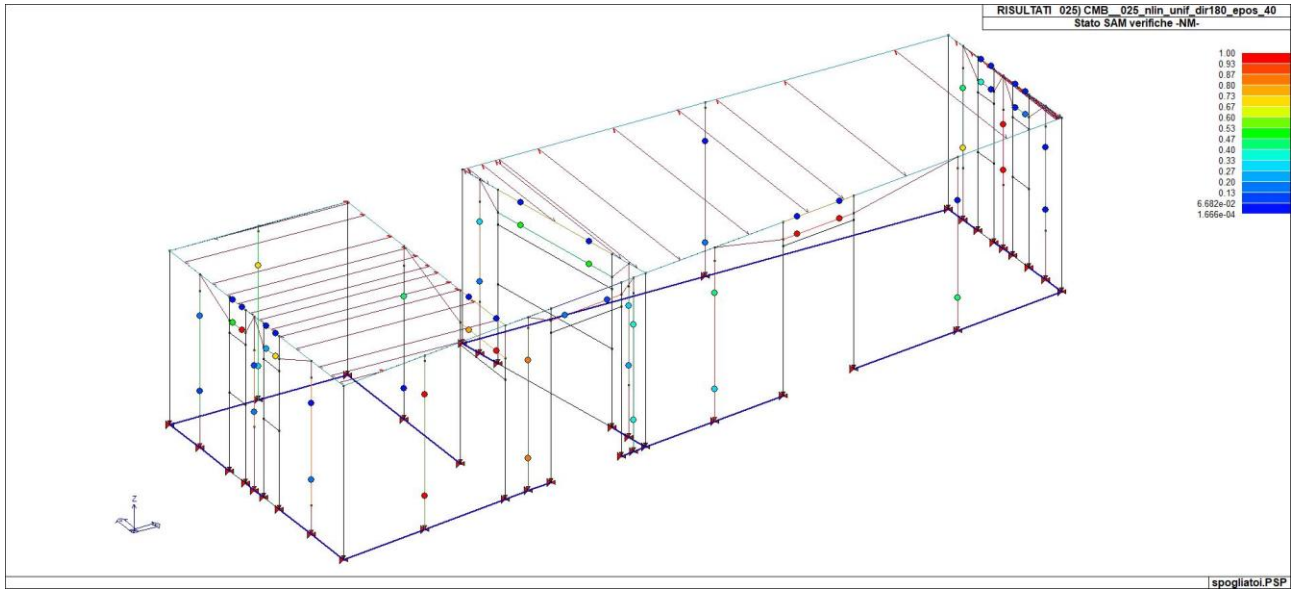 RISULTATI 025) CMB__025_nlin_unif_dir180_epos_40
Stato SAM verifiche -NM-
1.00
0.93
0.87
0.80
0.73
0.67
0.60
0.53
0.47
0.40
0.33
0.27
0.20
0.13
6.682e-02
1.666e-04
Z
spogliatoi.PSP